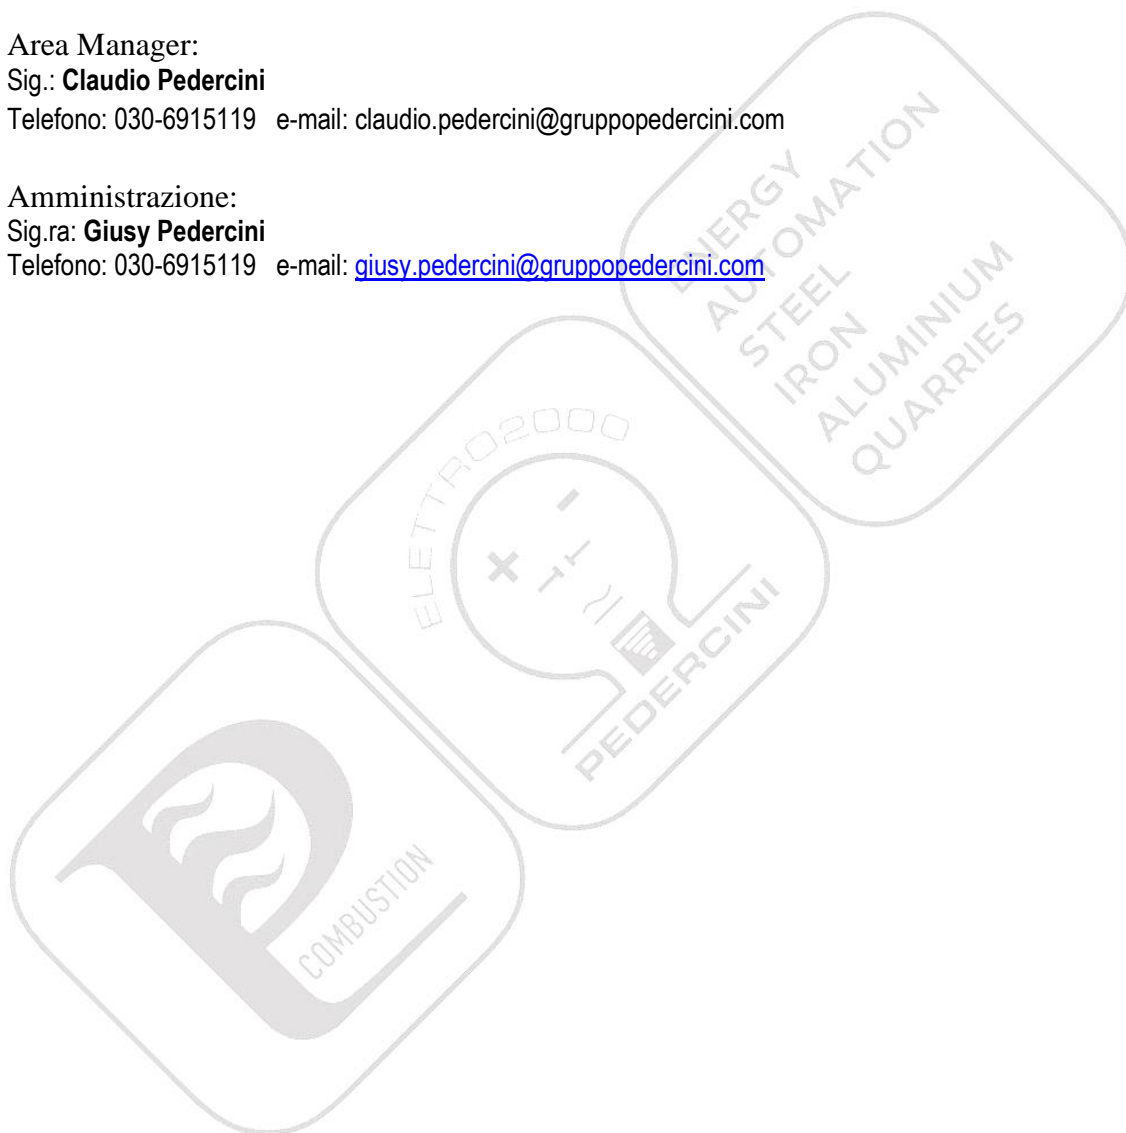 Area Manager:
Sig.: Claudio Pedercini
Telefono: 030-6915119 e-mail: claudio.pedercini@gruppopedercini.com
Amministrazione:
Sig.ra: Giusy Pedercini
Telefono: 030-6915119 e-mail: giusy.pedercini@gruppopedercini.com
ENERGY
AUTOMATION
STEEL
IRON
ALUMINIUM
QUARRIES
ELETTRO2000
PEDERCINI
COMBUSTION